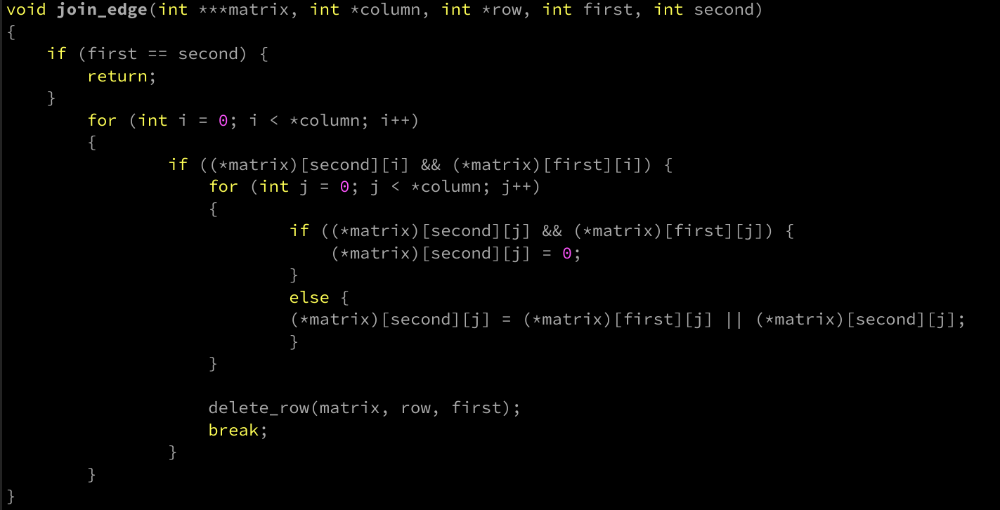 void join_edge(int ***matrix, int *column, int *row, int first, int second)
{
    if (first == second) {
        return;
    }
        for (int i = 0; i < *column; i++)
        {
                if ((*matrix)[second][i] && (*matrix)[first][i]) {
                    for (int j = 0; j < *column; j++)
                    {
                            if ((*matrix)[second][j] && (*matrix)[first][j]) {
                                (*matrix)[second][j] = 0;
                            }
                            else {
                            (*matrix)[second][j] = (*matrix)[first][j] || (*matrix)[second][j];
                            }
                    }

                    delete_row(matrix, row, first);
                    break;
                }
        }
}